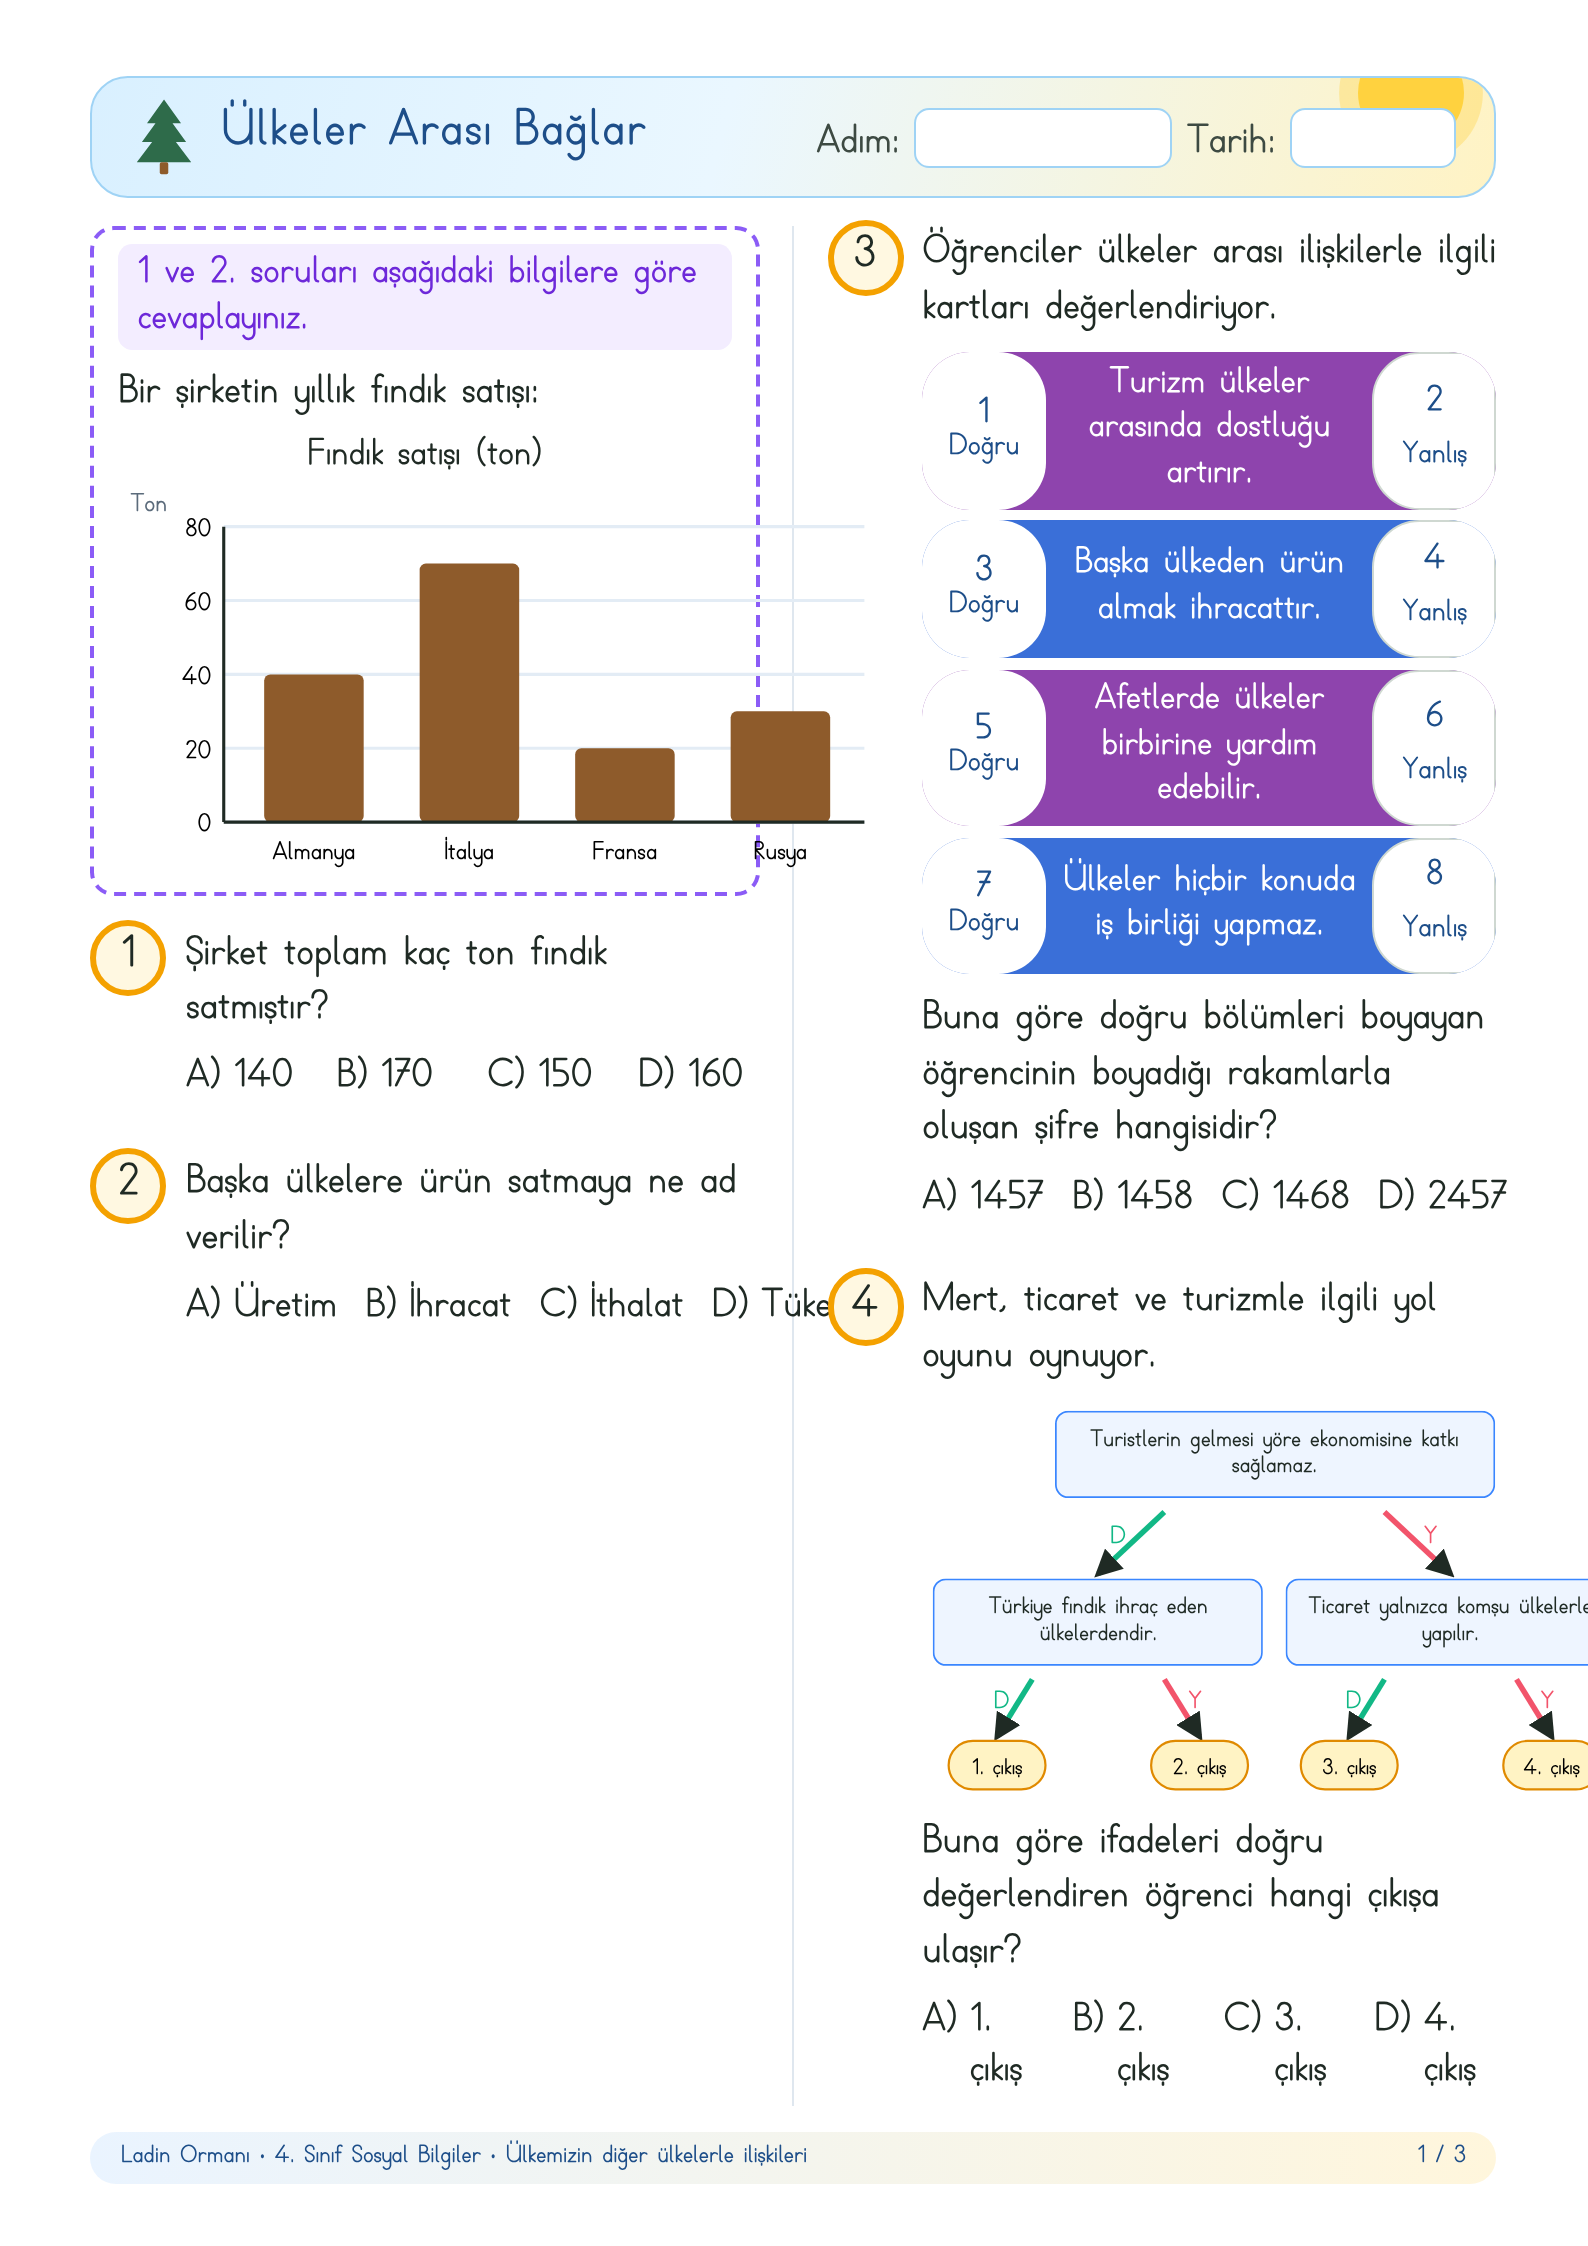 Ülkeler Arası Bağlar
Adım:
Tarih:
1 ve 2. soruları aşağıdaki bilgilere göre
cevaplayınız.
Bir şirketin yıllık fındık satışı:
Fındık satışı (ton)
Ton
80
60
40
20
0
Almanya
İtalya
Fransa
Rusya
1
Şirket toplam kaç ton fındık
satmıştır?
A) 140 B) 170 C) 150 D) 160
2
Başka ülkelere ürün satmaya ne ad
verilir?
A) Üretim B) İhracat C) İthalat D) Tüke
3
Öğrenciler ülkeler arası ilişkilerle ilgili
kartları değerlendiriyor.
1
Doğru
Turizm ülkeler
arasında dostluğu
artırır.
2
Yanlış
3
Doğru
Başka ülkeden ürün
almak ihracattır.
4
Yanlış
5
Doğru
Afetlerde ülkeler
birbirine yardım
edebilir.
6
Yanlış
7
Doğru
Ülkeler hiçbir konuda
iş birliği yapmaz.
8
Yanlış
Buna göre doğru bölümleri boyayan
öğrencinin boyadığı rakamlarla
oluşan şifre hangisidir?
A) 1457 B) 1458 C) 1468 D) 2457
4
Mert, ticaret ve turizmle ilgili yol
oyunu oynuyor.
Turistlerin gelmesi yöre ekonomisine katkı
sağlamaz.
D
Y
Türkiye fındık ihraç eden
ülkelerdendir.
Ticaret yalnızca komşu ülkelerle
yapılır.
D
Y
D
Y
1. çıkış
2. çıkış
3. çıkış
4. çıkış
Buna göre ifadeleri doğru
değerlendiren öğrenci hangi çıkışa
ulaşır?
A) 1. çıkış
B) 2. çıkış
C) 3. çıkış
D) 4. çıkış
Ladin Ormanı • 4. Sınıf Sosyal Bilgiler • Ülkemizin diğer ülkelerle ilişkileri
1 / 3